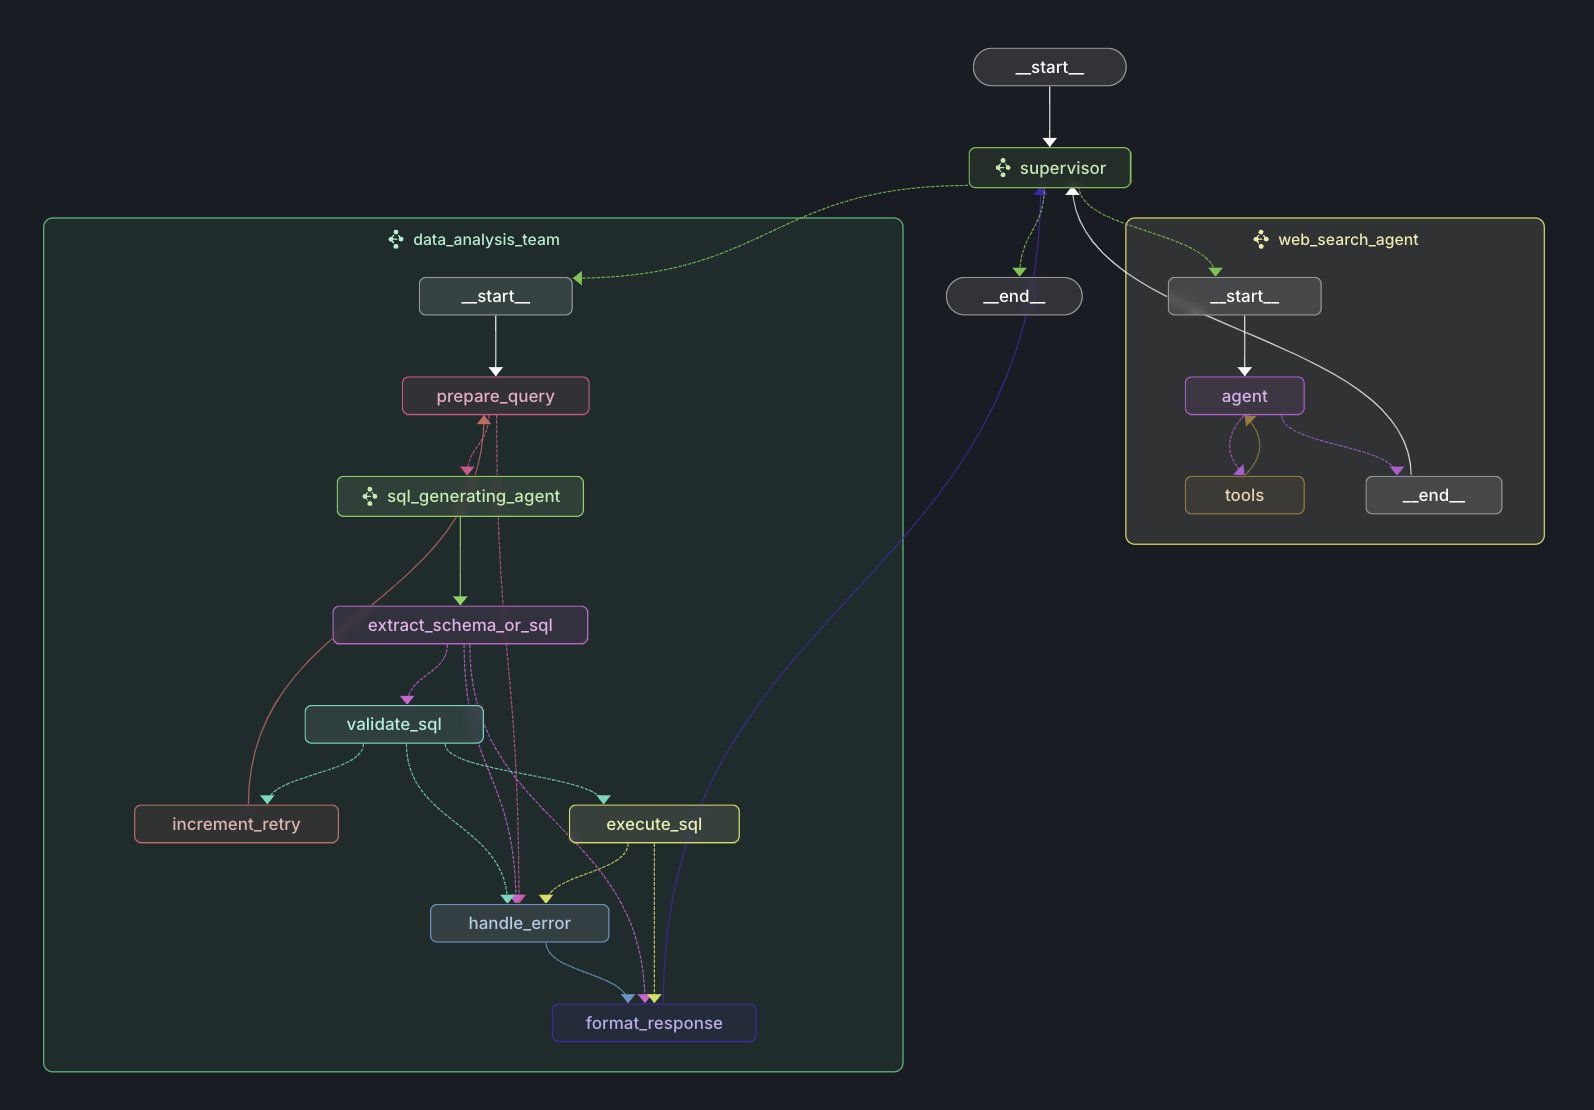 __start__
supervisor
data_analysis_team
web_search_agent
__start__
__end__
__start__
prepare_query
agent
sql_generating_agent
tools
__end__
extract_schema_or_sql
validate_sql
increment_retry
execute_sql
handle_error
format_response